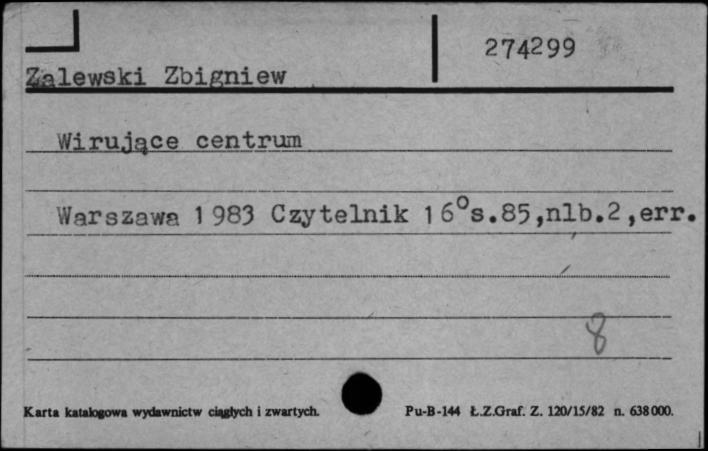 274299
Zalewski Zbigniew
Wirujące centrum
Warszawa 1983 Czytelnik 16°s.85,nlb.2,err.
8
Karta katalogowa wydawnictw ciągłych i zwartych.
Pu-B-144 Ł.Z.Graf. Z. 120/15/82 n. 638000.